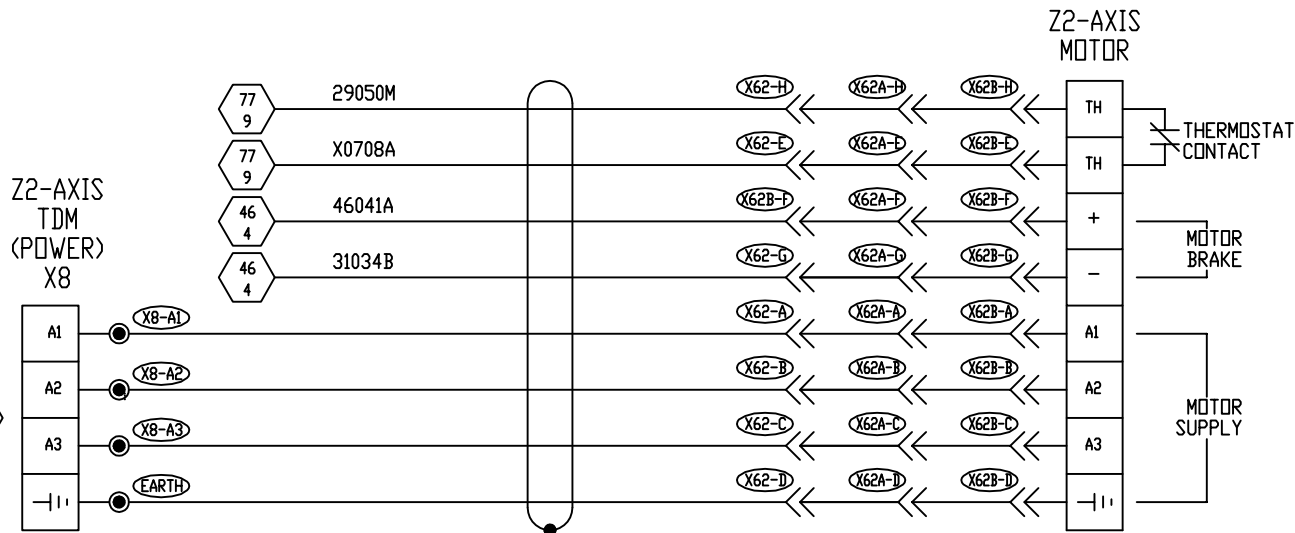 Z2-AXIS
MOTOR
77
9
29050M
X62-H
X62A-H
X62B-H
TH
THERMOSTAT
CONTACT
77
9
X0708A
X62-E
X62A-E
X62B-E
TH
Z2-AXIS
TDM
(POWER)
X8
46
4
46041A
X62B-F
X62A-F
X62B-F
+
MOTOR
BRAKE
46
4
31034B
X62-G
X62A-G
X62B-G
-
A1
X8-A1
X62-A
X62A-A
X62B-A
A1
A2
X8-A2
X62-B
X62A-B
X62B-B
A2
MOTOR
SUPPLY
A3
X8-A3
X62-C
X62A-C
X62B-C
A3
EARTH
X62-D
X62A-D
X62B-D